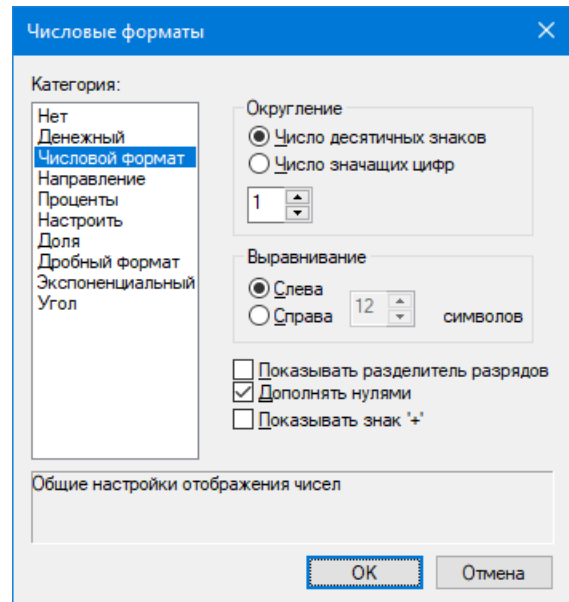 Числовые форматы
Категория:
Нет
Денежный
Числовой формат
Направление
Проценты
Настроить
Доля
Дробный формат
Экспоненциальный
Угол
Округление
Число десятичных знаков
Число значащих цифр
1
Выравнивание
Слева
Справа 12 символов
Показывать разделитель разрядов
Дополнять нулями
Показывать знак '+'
Общие настройки отображения чисел
OK Отмена